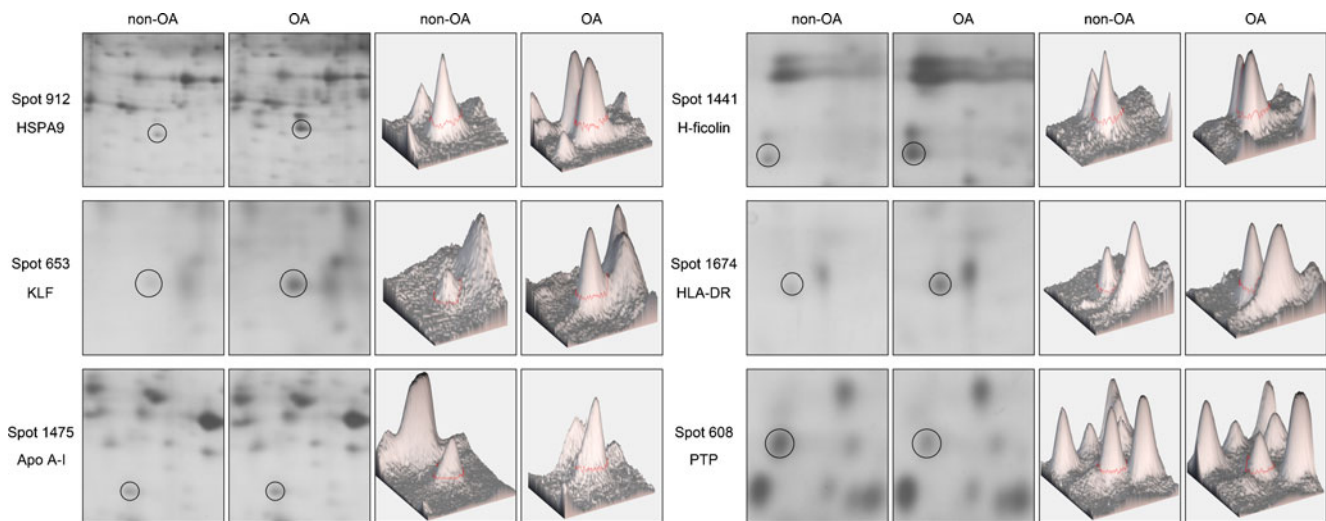 non-OA OA non-OA OA non-OA OA non-OA OA
Spot 912
HSPA9
Spot 1441
H-ficolin
Spot 653
KLF
Spot 1674
HLA-DR
Spot 1475
Apo A-I
Spot 608
PTP